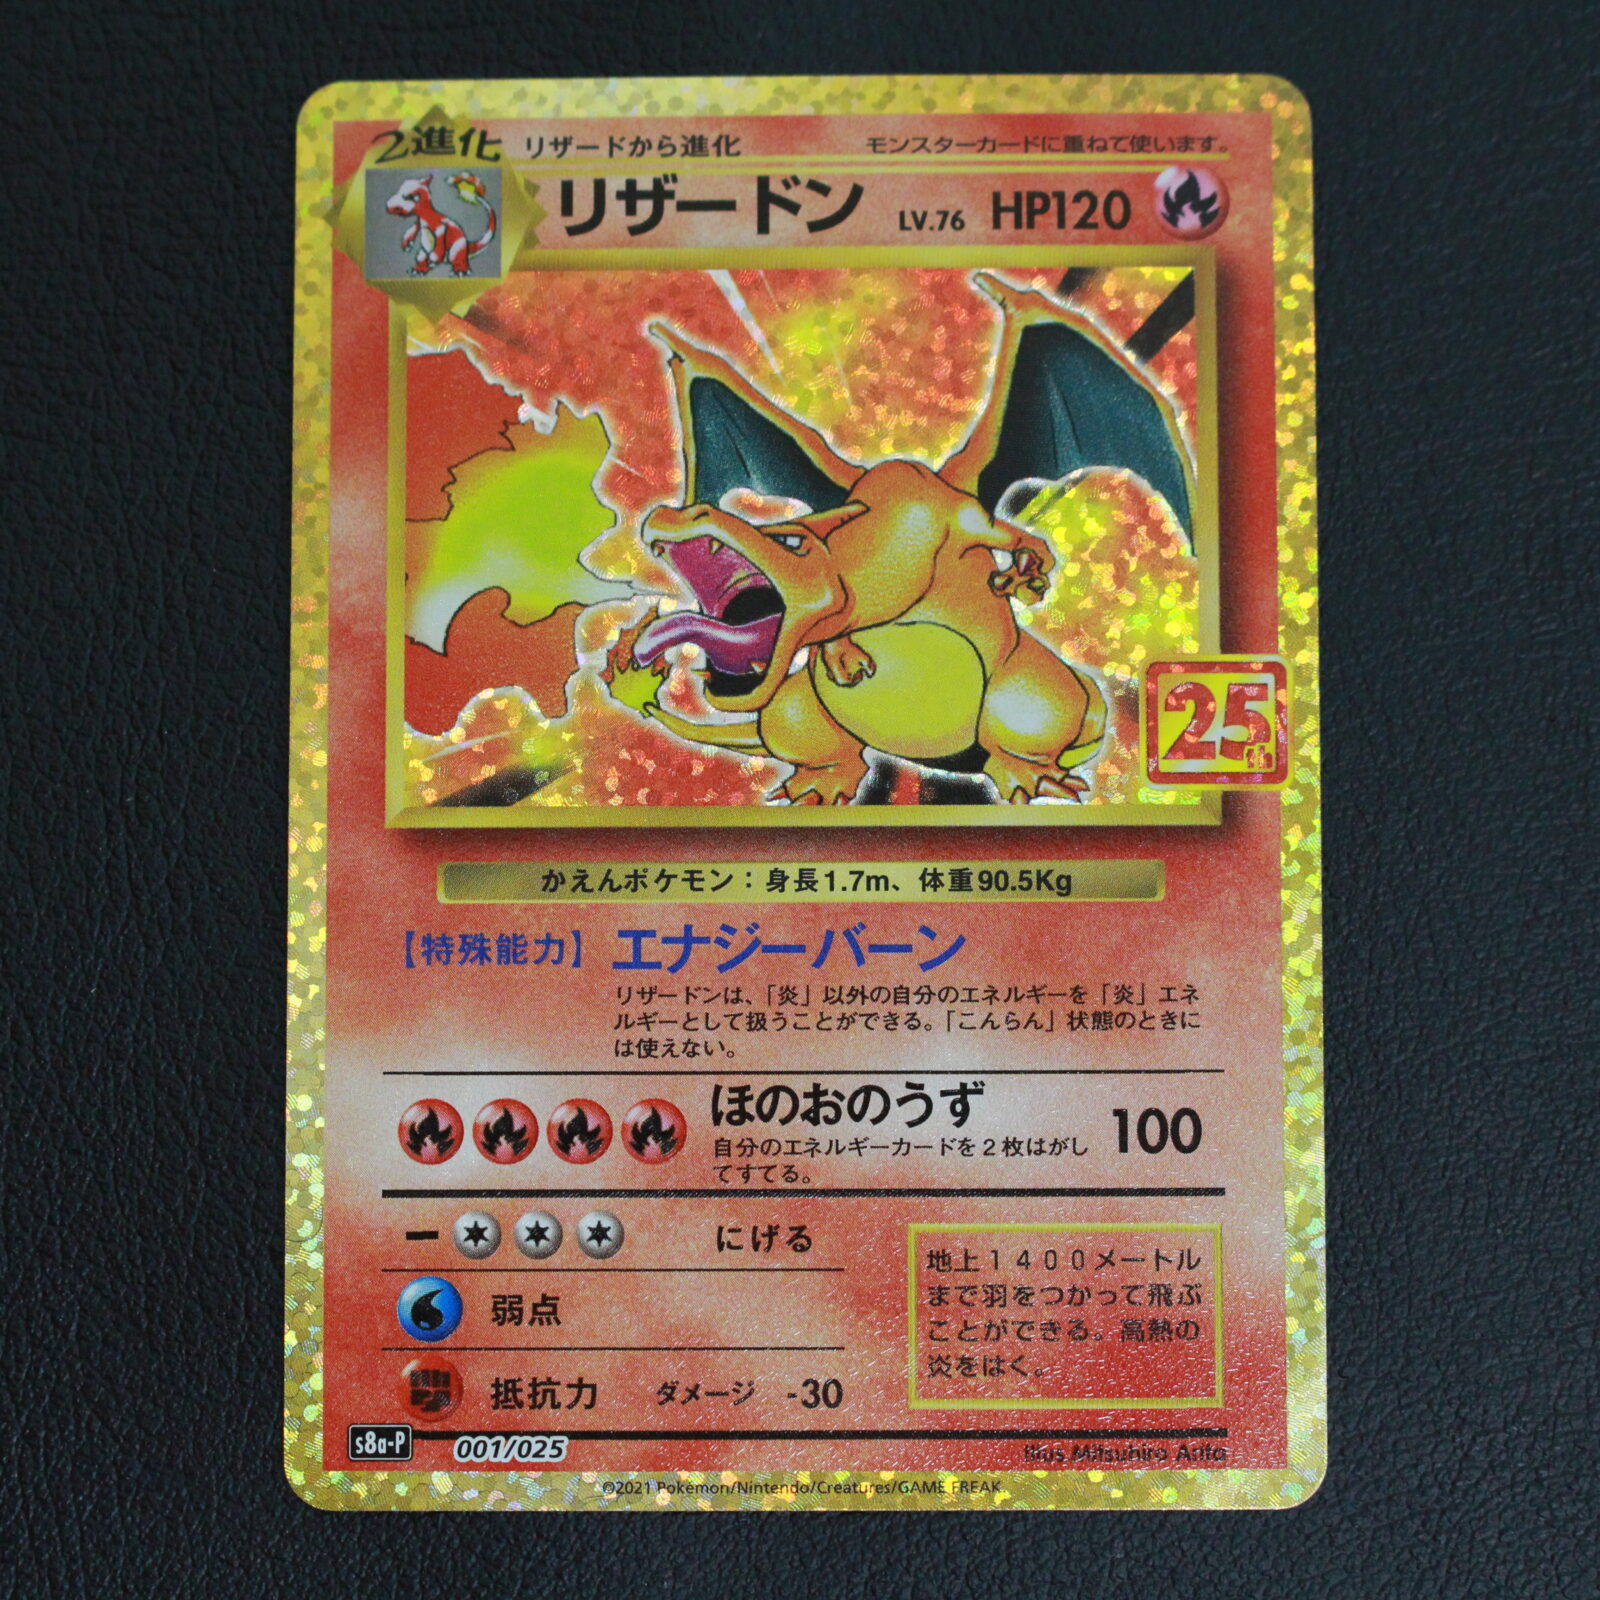 2進化 リザードから進化 モンスターカードに重ねて使います。
リザードン LV.76 HP120
25th
かえんポケモン：身長1.7m、体重90.5Kg
【特殊能力】 エナジーバーン
リザードンは、「炎」以外の自分のエネルギーを「炎」エネ
ルギーとして扱うことができる。「こんらん」状態のときに
は使えない。
ほのおのうず 100
自分のエネルギーカードを２枚はがし
てすてる。
ー にげる
弱点
抵抗力 ダメージ -30
地上１４００メートル
まで羽をつかって飛ぶ
ことができる。高熱の
炎をはく。
s8a-P 001/025 Illus Mitsuhiro Arita
©2021 Pokémon/Nintendo/Creatures/GAME FREAK